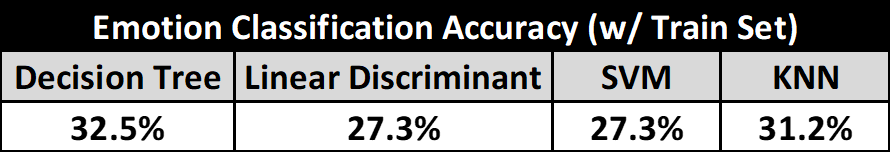 Emotion Classification Accuracy (w/ Train Set)
Decision Tree Linear Discriminant SVM KNN
32.5% 27.3% 27.3% 31.2%